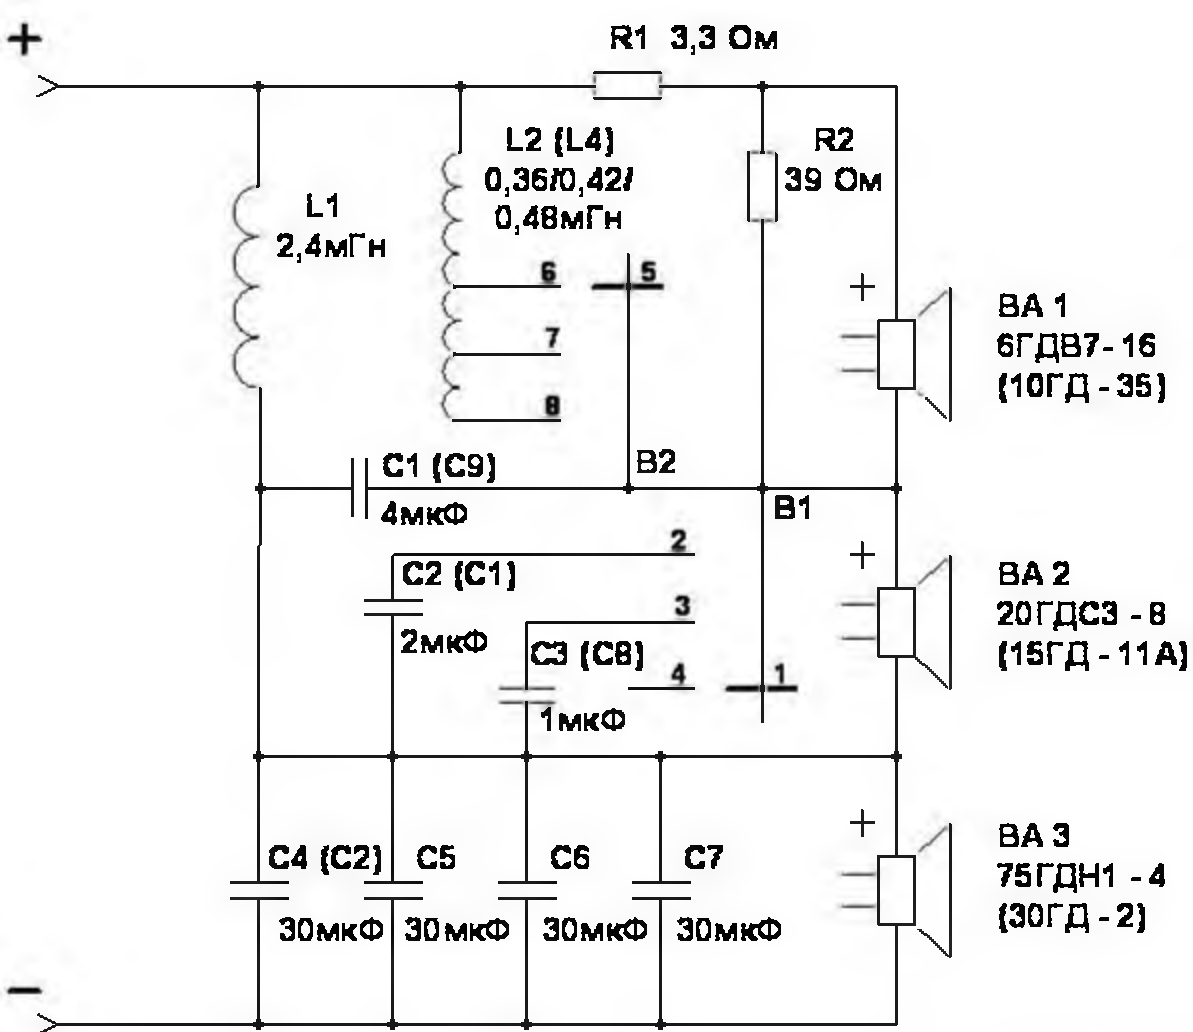 +
R1 3,3 Ом
L2 (L4)
0,36/0,42/
0,48мГн
R2
39 Ом
L1
2,4мГн
6
5
7
8
+
BA 1
6ГДВ7-16
(10ГД-35)
C1 (C9)
4мкФ
B2
B1
2
C2 (C1)
2мкФ
3
C3 (C8)
1мкФ
4
1
+
BA 2
20ГДС3-8
(15ГД-11А)
+
BA 3
75ГДН1-4
(30ГД-2)
C4 (C2)
30мкФ
C5
30мкФ
C6
30мкФ
C7
30мкФ
−